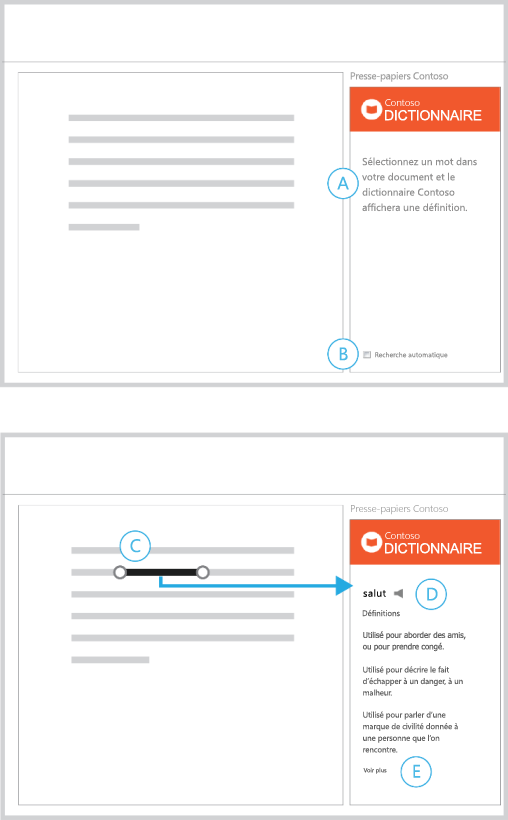 Presse-papiers Contoso
Contoso
DICTIONNAIRE
Sélectionnez un mot dans
votre document et le
dictionnaire Contoso
affichera une définition.
A
B
Recherche automatique
Presse-papiers Contoso
Contoso
DICTIONNAIRE
C
salut
D
Définitions
Utilisé pour aborder des amis,
ou pour prendre congé.
Utilisé pour décrire le fait
d'échapper à un danger, à un
malheur.
Utilisé pour parler d'une
marque de civilité donnée à
une personne que l'on
rencontre.
Voir plus
E